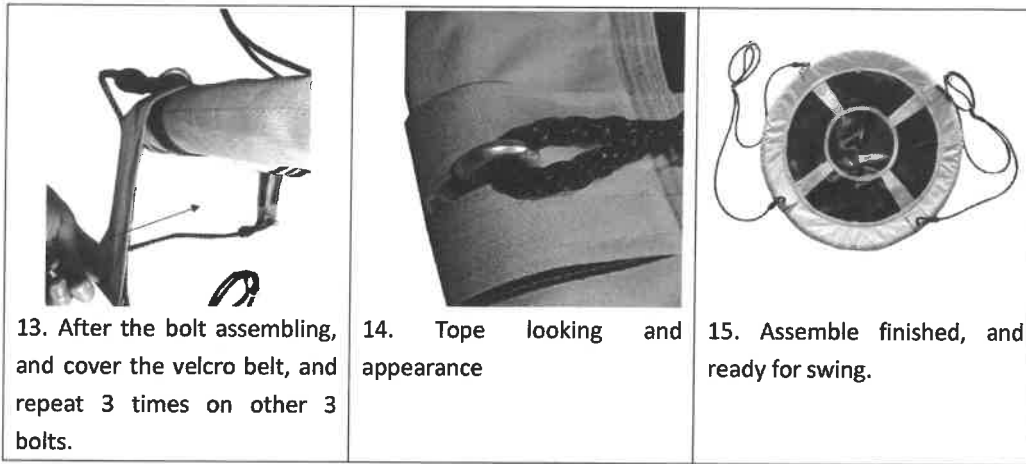 13. After the bolt assembling,
and cover the velcro belt, and
repeat 3 times on other 3
bolts.
14. Tope looking and
appearance
15. Assemble finished, and
ready for swing.